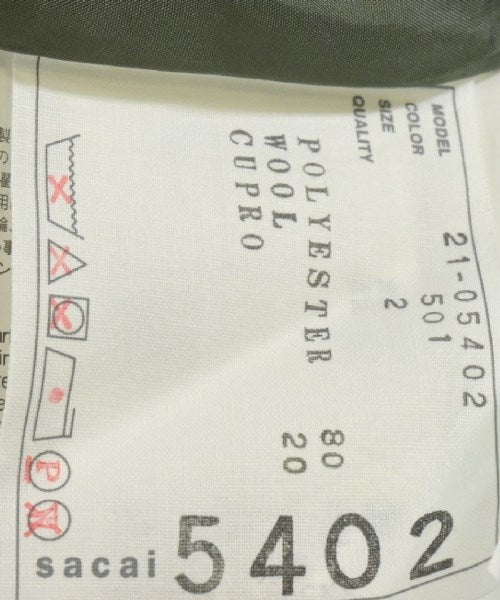 MODEL 21-05402
COLOR 501
SIZE 2
QUALITY
POLYESTER 80
WOOL 20
CUPRO
P
W
sacai 5402